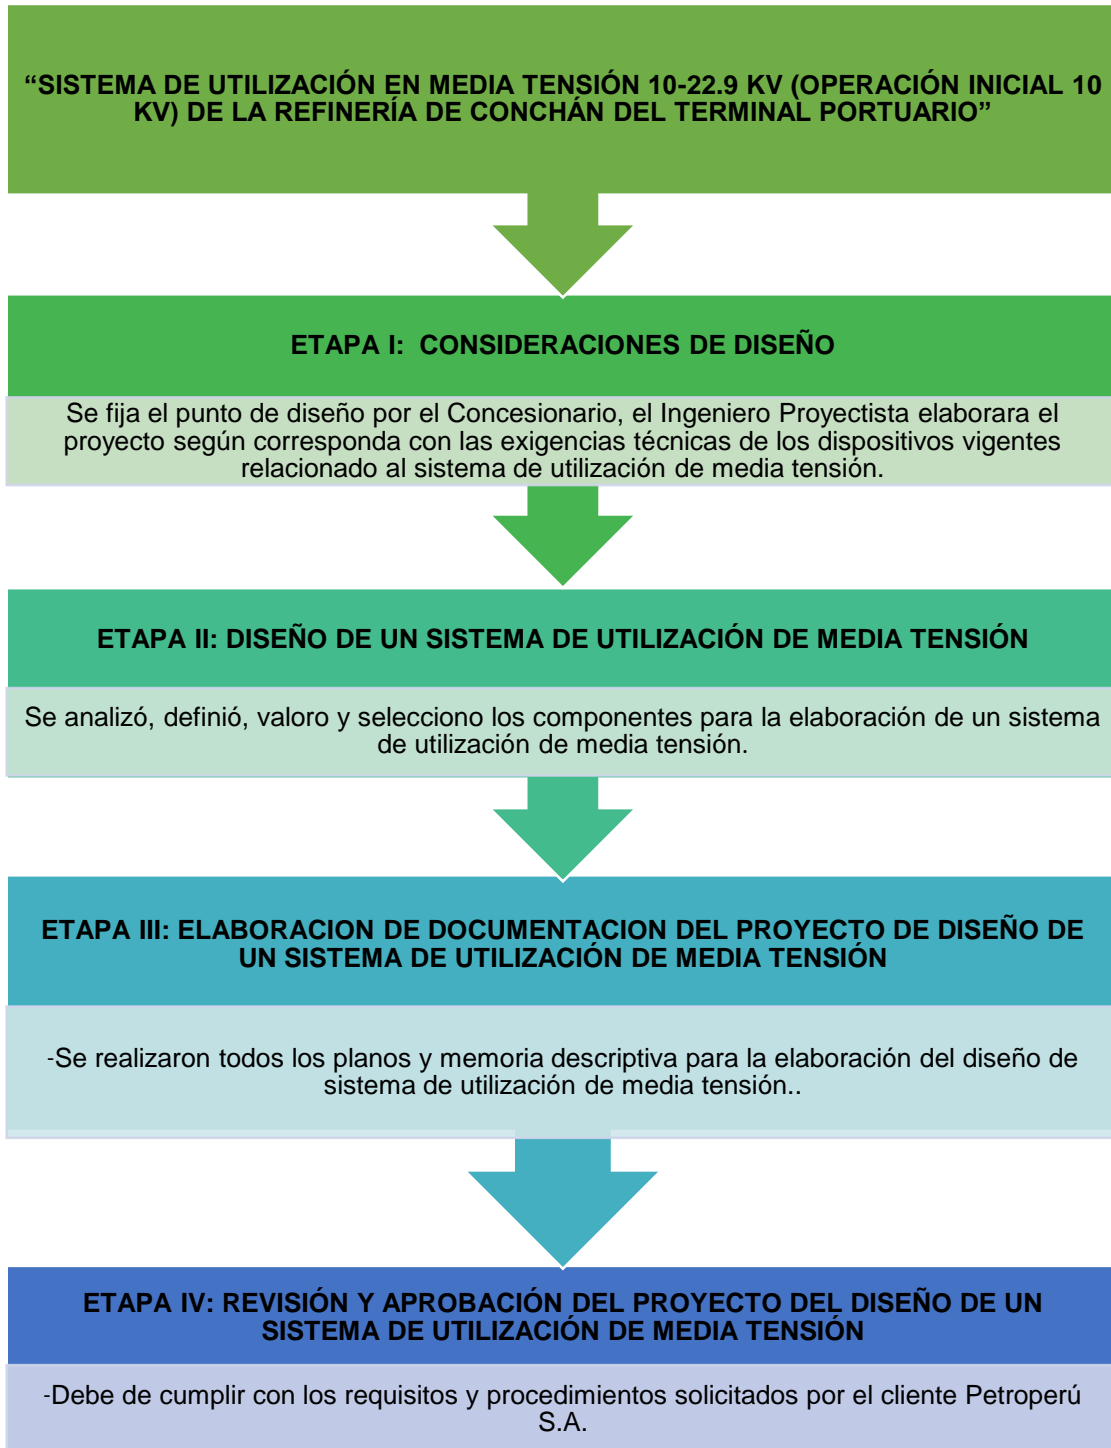 “SISTEMA DE UTILIZACIÓN EN MEDIA TENSIÓN 10-22.9 KV (OPERACIÓN INICIAL 10
KV) DE LA REFINERÍA DE CONCHÁN DEL TERMINAL PORTUARIO”
ETAPA I:  CONSIDERACIONES DE DISEÑO
Se fija el punto de diseño por el Concesionario, el Ingeniero Proyectista elaborara el
proyecto según corresponda con las exigencias técnicas de los dispositivos vigentes
relacionado al sistema de utilización de media tensión.
ETAPA II: DISEÑO DE UN SISTEMA DE UTILIZACIÓN DE MEDIA TENSIÓN
Se analizó, definió, valoro y selecciono los componentes para la elaboración de un sistema
de utilización de media tensión.
ETAPA III: ELABORACION DE DOCUMENTACION DEL PROYECTO DE DISEÑO DE
UN SISTEMA DE UTILIZACIÓN DE MEDIA TENSIÓN
-Se realizaron todos los planos y memoria descriptiva para la elaboración del diseño de
sistema de utilización de media tensión..
ETAPA IV: REVISIÓN Y APROBACIÓN DEL PROYECTO DEL DISEÑO DE UN
SISTEMA DE UTILIZACIÓN DE MEDIA TENSIÓN
-Debe de cumplir con los requisitos y procedimientos solicitados por el cliente Petroperú
S.A.